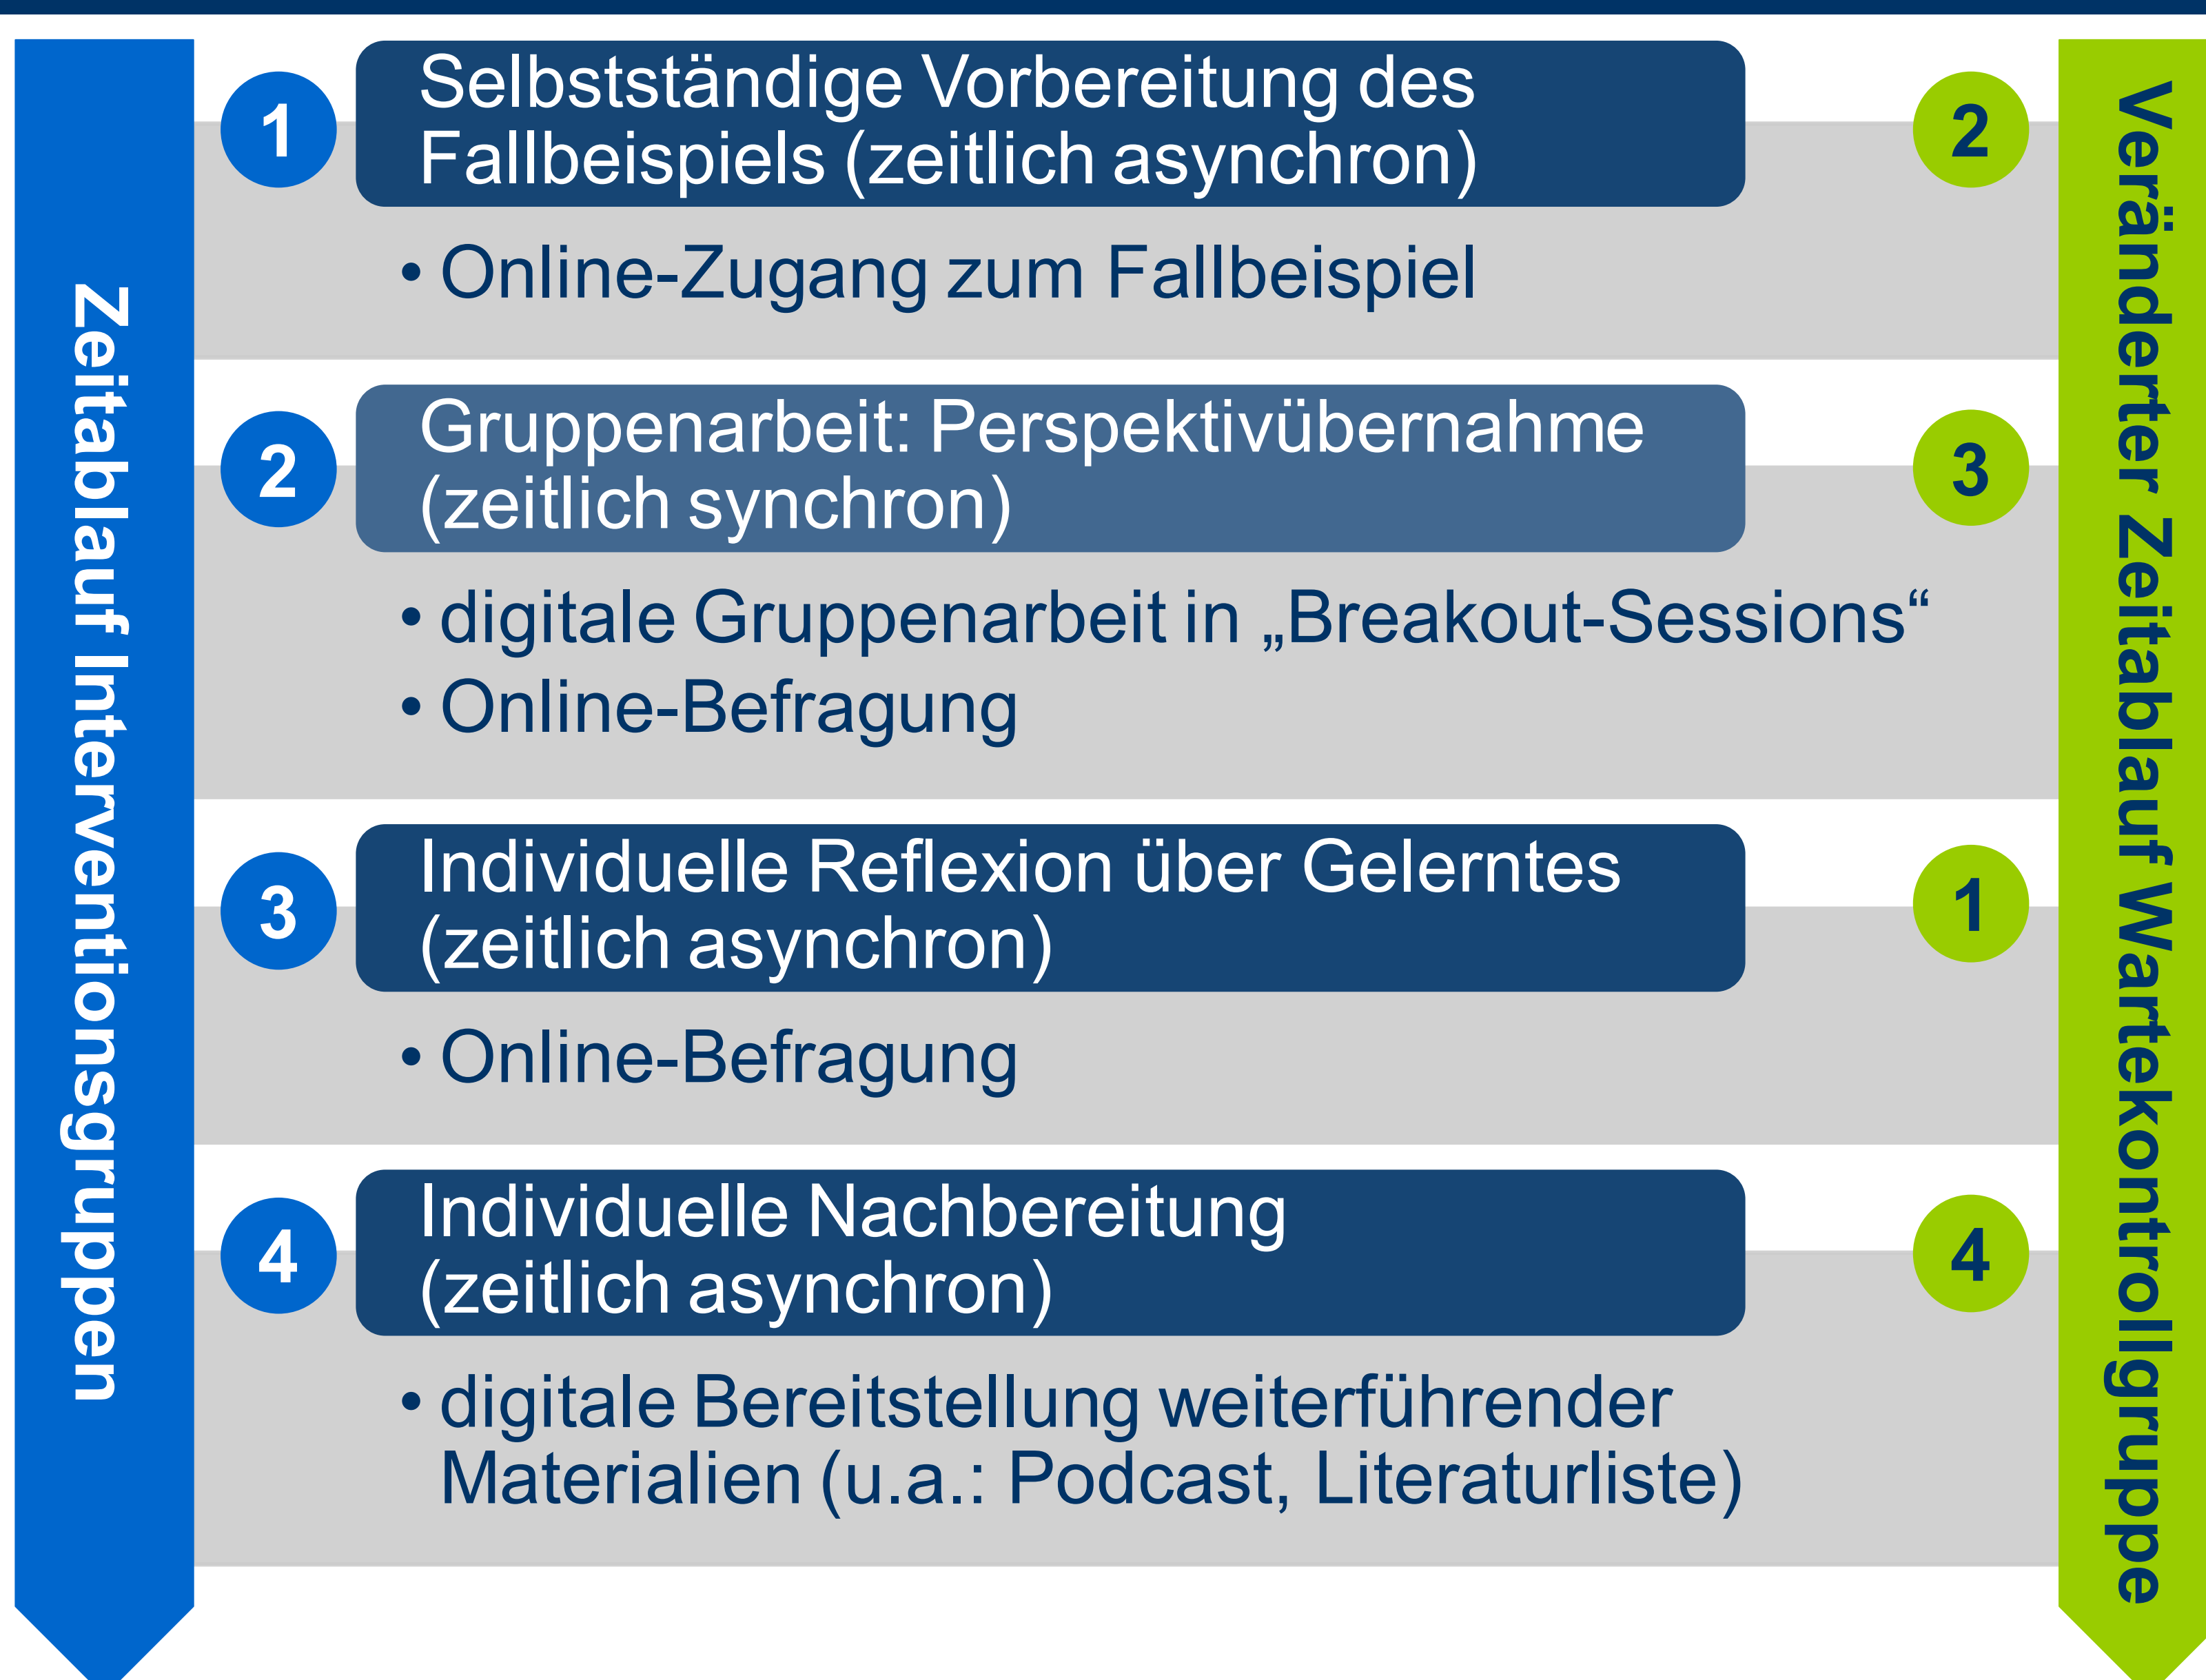 Zeitablauf Interventionsgruppen
1
Selbstständige Vorbereitung des
Fallbeispiels (zeitlich asynchron)
2
• Online-Zugang zum Fallbeispiel
2
Gruppenarbeit: Perspektivübernahme
(zeitlich synchron)
3
• digitale Gruppenarbeit in „Breakout-Sessions“
• Online-Befragung
3
Individuelle Reflexion über Gelerntes
(zeitlich asynchron)
1
• Online-Befragung
4
Individuelle Nachbereitung
(zeitlich asynchron)
4
• digitale Bereitstellung weiterführender
Materialien (u.a.: Podcast, Literaturliste)
Veränderter Zeitablauf Wartekontrollgruppe